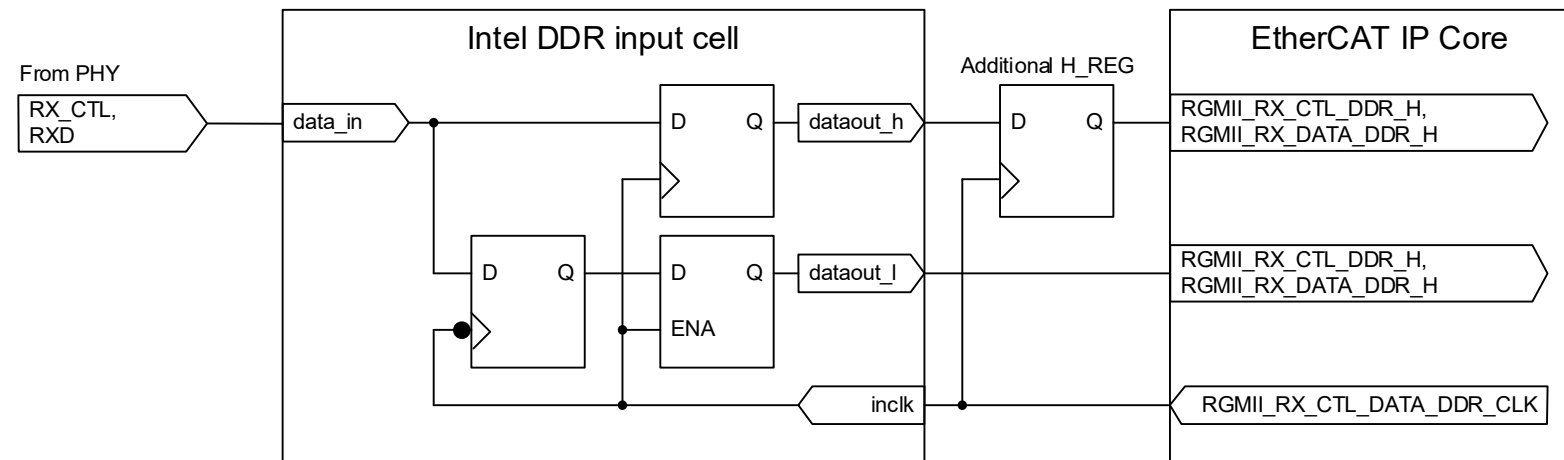 Intel DDR input cell
EtherCAT IP Core
From PHY
Additional H_REG
RX_CTL,
RXD
data_in
D
Q
dataout_h
D
Q
RGMII_RX_CTL_DDR_H,
RGMII_RX_DATA_DDR_H
D
Q
D
Q
ENA
dataout_l
RGMII_RX_CTL_DDR_H,
RGMII_RX_DATA_DDR_H
inclk
RGMII_RX_CTL_DATA_DDR_CLK